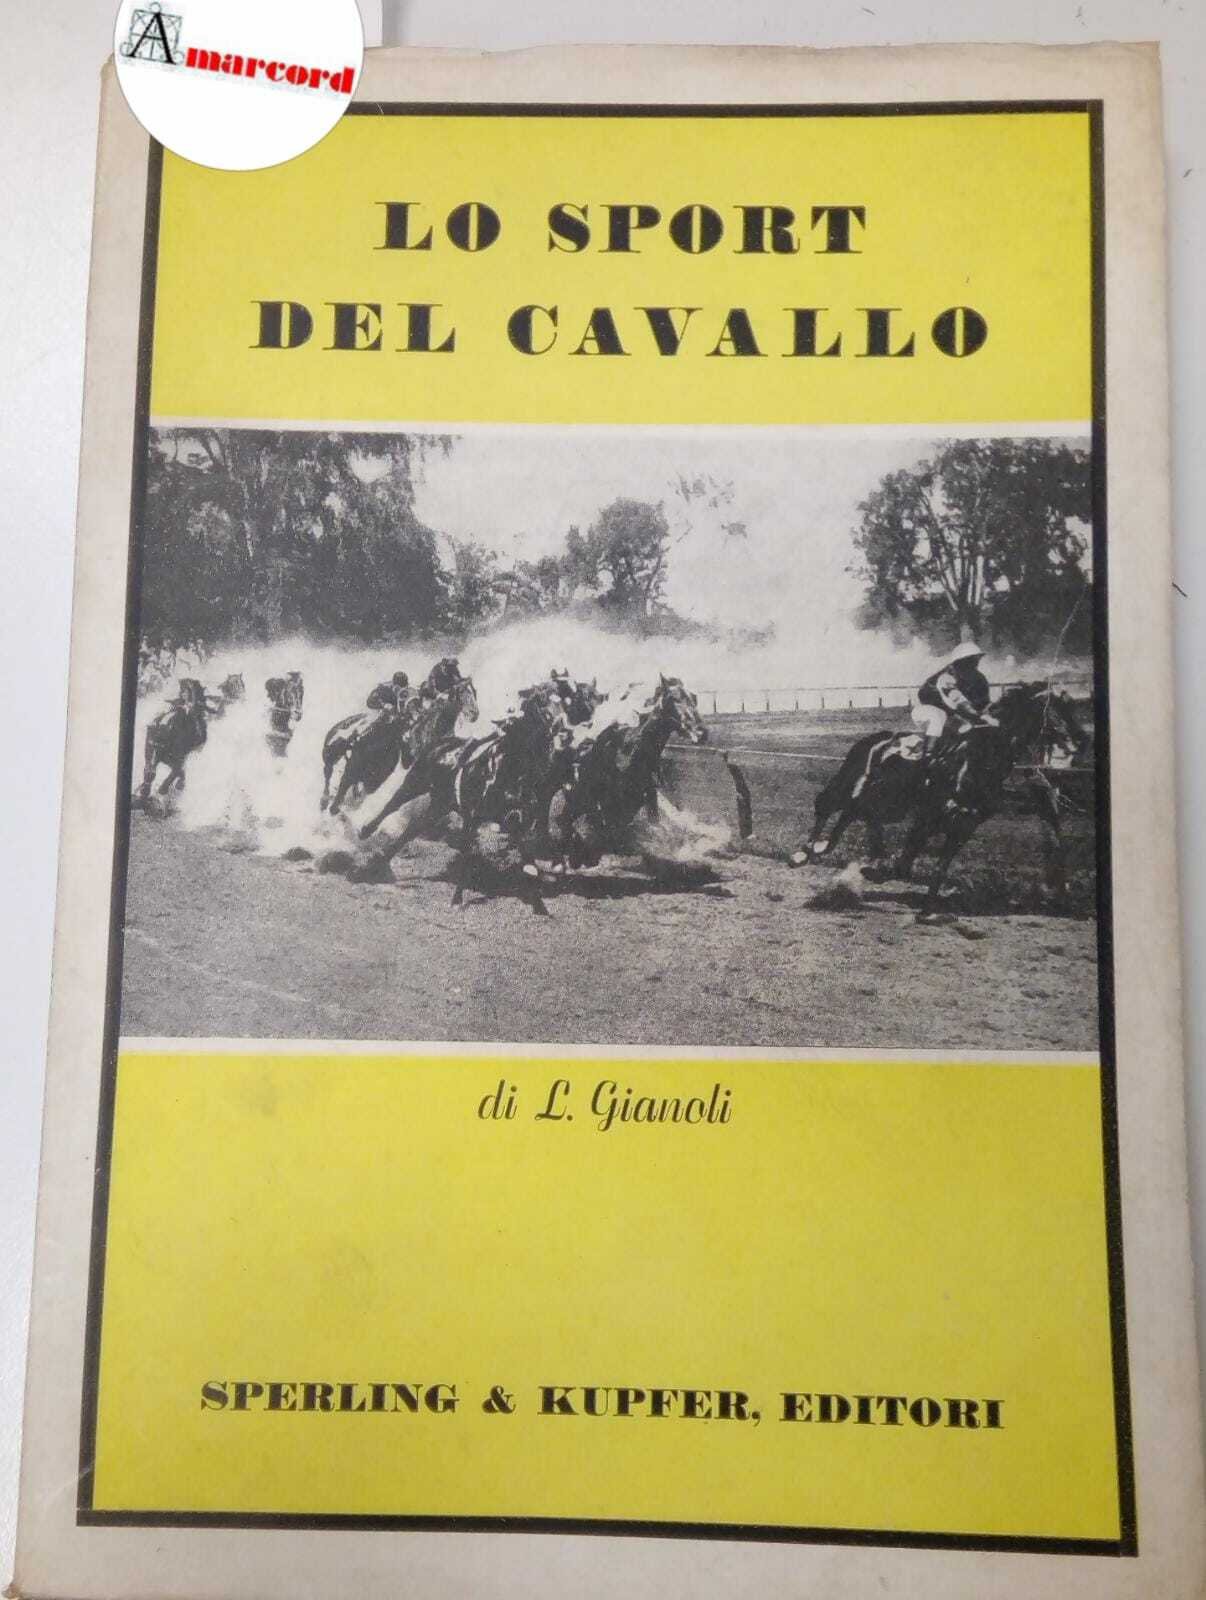 Amarcord
LO SPORT
DEL CAVALLO
di L. Gianoli
SPERLING & KUPFER, EDITORI